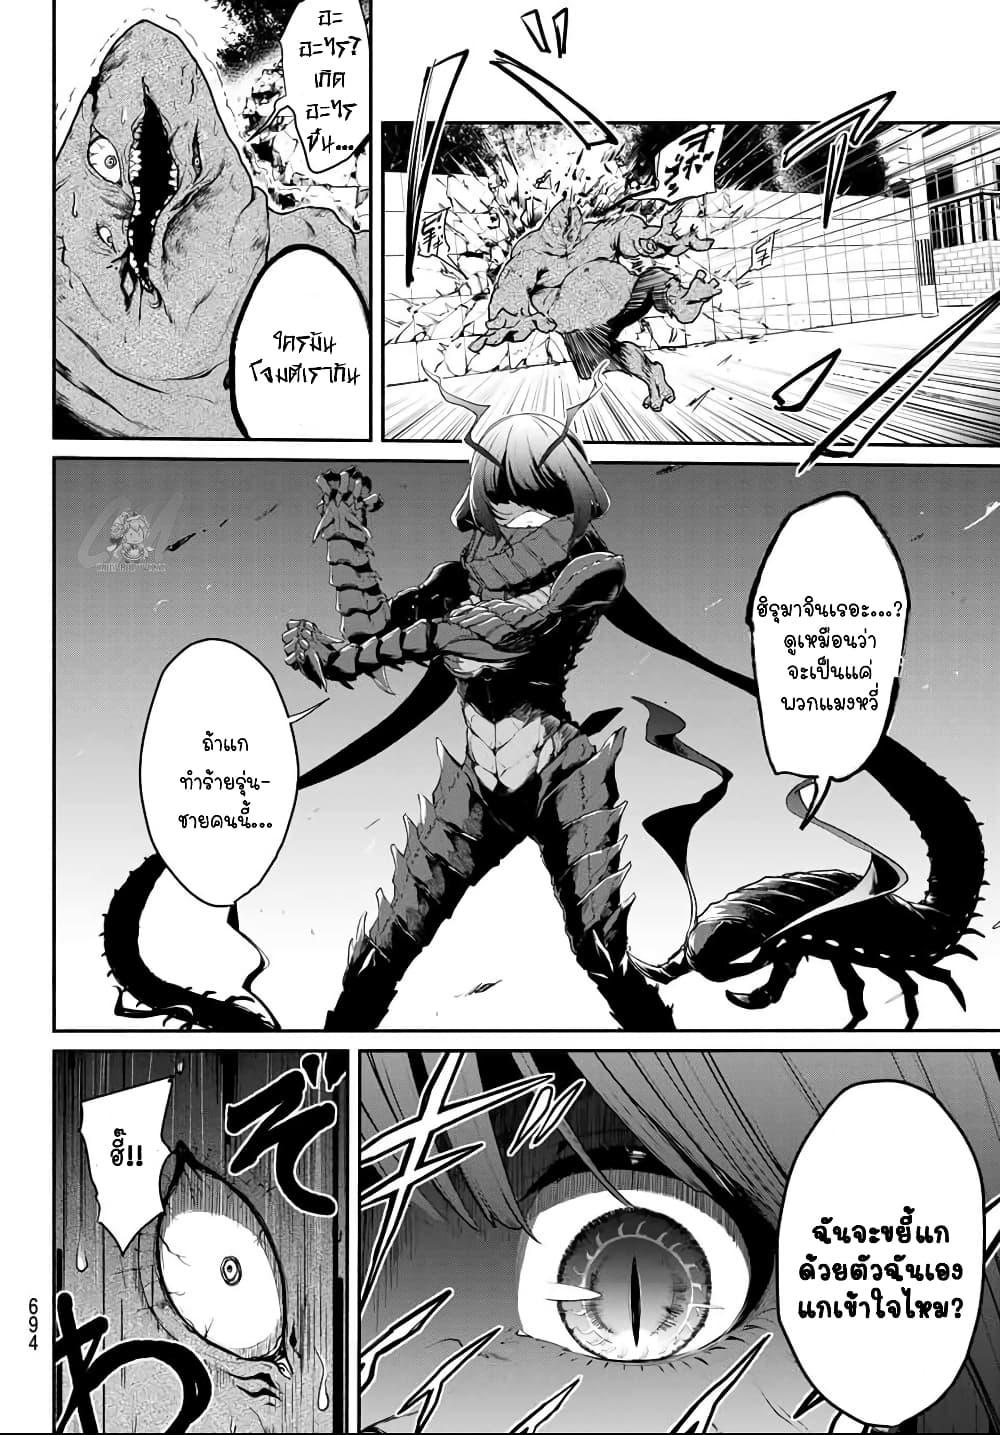 อะ
อะไร?
เกิด
อะไร
ขึ้น...
ใครมัน
โจมตีเรากัน
ฮิรุมาจินเรอะ...?
ดูเหมือนว่า
จะเป็นแค่
พวกแมงหวี่
ถ้าแก
ทำร้ายรุ่น-
ชายคนนี้...
ฉันจะขยี้แก
ด้วยตัวฉันเอง
แกเข้าใจไหม?
ฮี๊!!
ぞ
わ
694